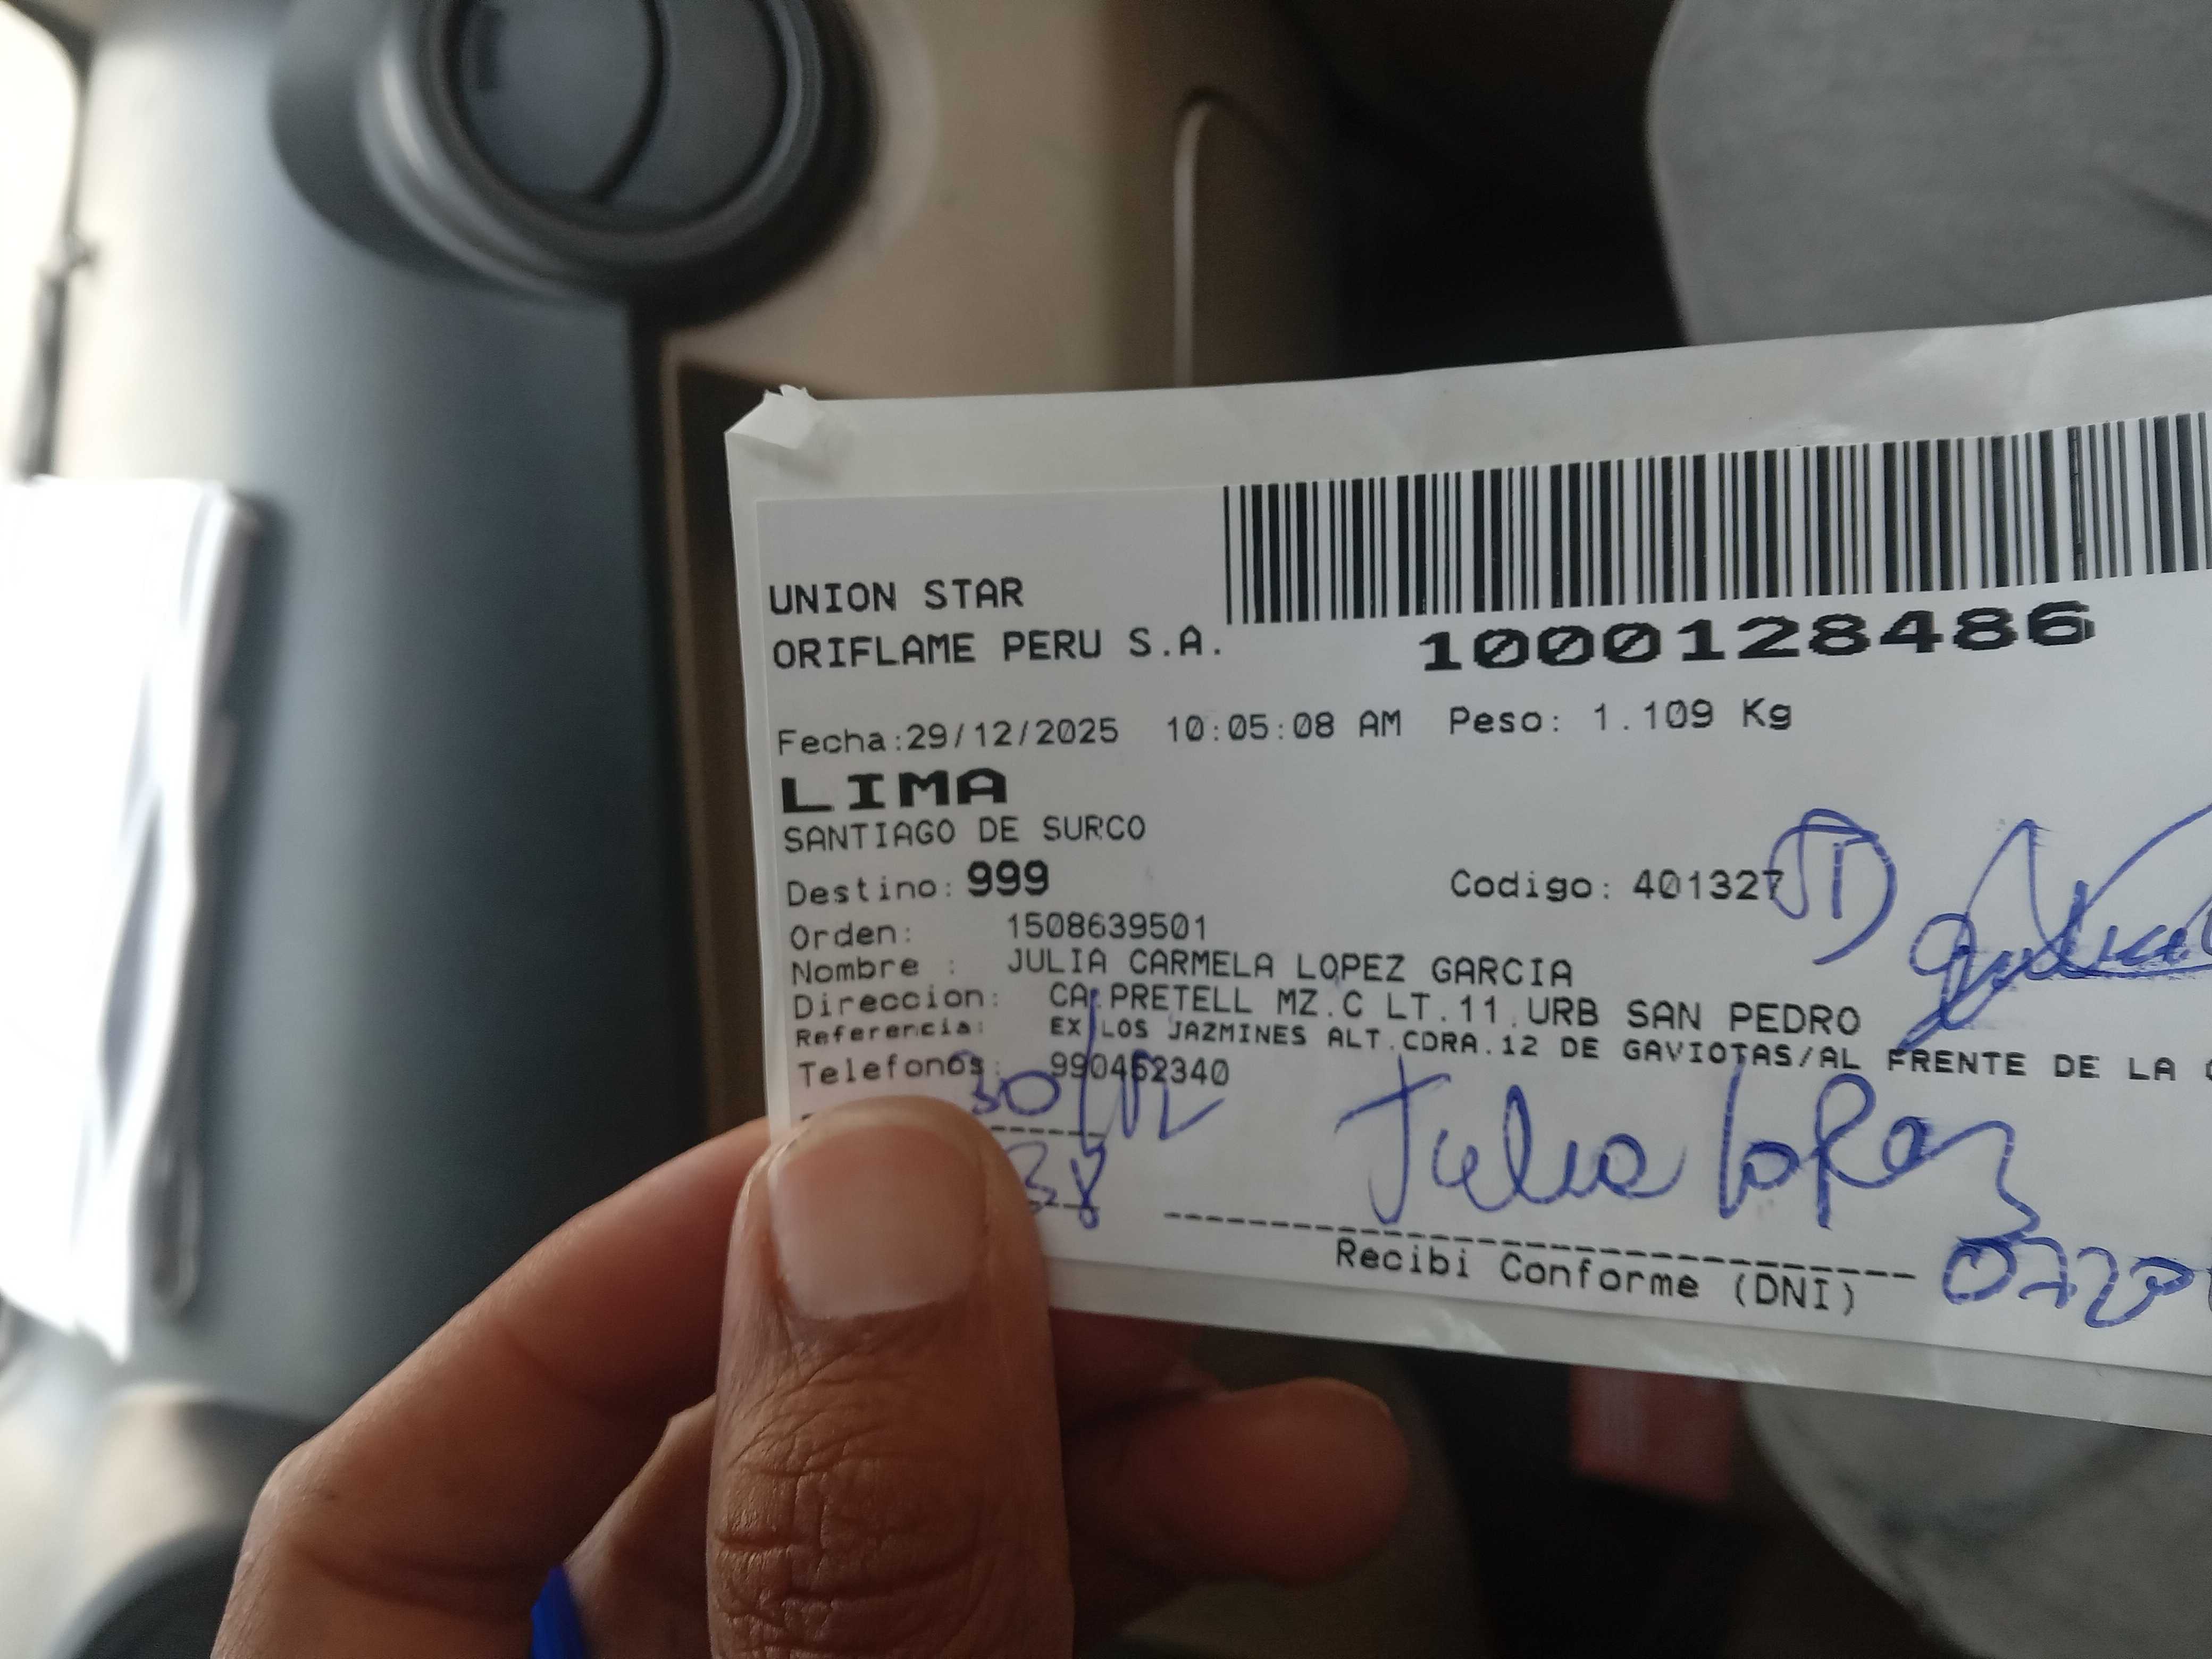 UNION STAR
ORIFLAME PERU S.A.
1000128486
Fecha:29/12/2025 10:05:08 AM Peso: 1.109 Kg
LIMA
SANTIAGO DE SURCO
Destino: 999 Codigo: 401327
Orden: 1508639501
Nombre : JULIA CARMELA LOPEZ GARCIA
Direccion: CA.PRETELL MZ.C LT.11.URB SAN PEDRO
Referencia: EX LOS JAZMINES ALT.CDRA.12 DE GAVIOTAS/AL FRENTE DE LA
Telefonos: 990452340
30/12
38
Julia Lopez
Recibi Conforme (DNI)